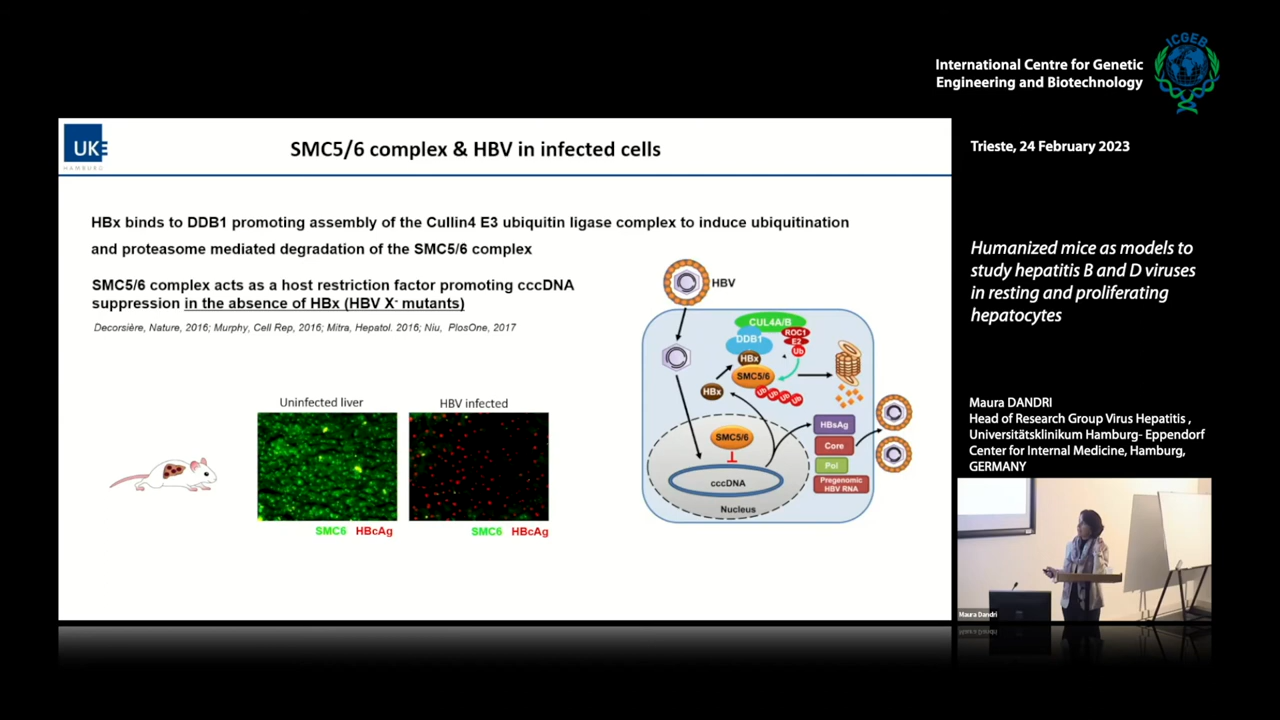 ICGEB
International Centre for Genetic
Engineering and Biotechnology
UKE
HAMBURG
SMC5/6 complex & HBV in infected cells
HBx binds to DDB1 promoting assembly of the Cullin4 E3 ubiquitin ligase complex to induce ubiquitination
and proteasome mediated degradation of the SMC5/6 complex
SMC5/6 complex acts as a host restriction factor promoting cccDNA
suppression in the absence of HBx (HBV X- mutants)
Decorsière, Nature, 2016; Murphy, Cell Rep, 2016; Mitra, Hepatol. 2016; Niu, PlosOne, 2017
Uninfected liver
HBV infected
SMC6 HBcAg
SMC6 HBcAg
HBV
CUL4A/B
DDB1
ROC1
E2
Ub
HBx
SMC5/6
HBx
Ub Ub Ub Ub
SMC5/6
cccDNA
Nucleus
HBsAg
Core
Pol
Pregenomic
HBV RNA
Trieste, 24 February 2023
Humanized mice as models to
study hepatitis B and D viruses
in resting and proliferating
hepatocytes
Maura DANDRI
Head of Research Group Virus Hepatitis ,
Universitätsklinikum Hamburg- Eppendorf
Center for Internal Medicine, Hamburg,
GERMANY
Maura Dandri